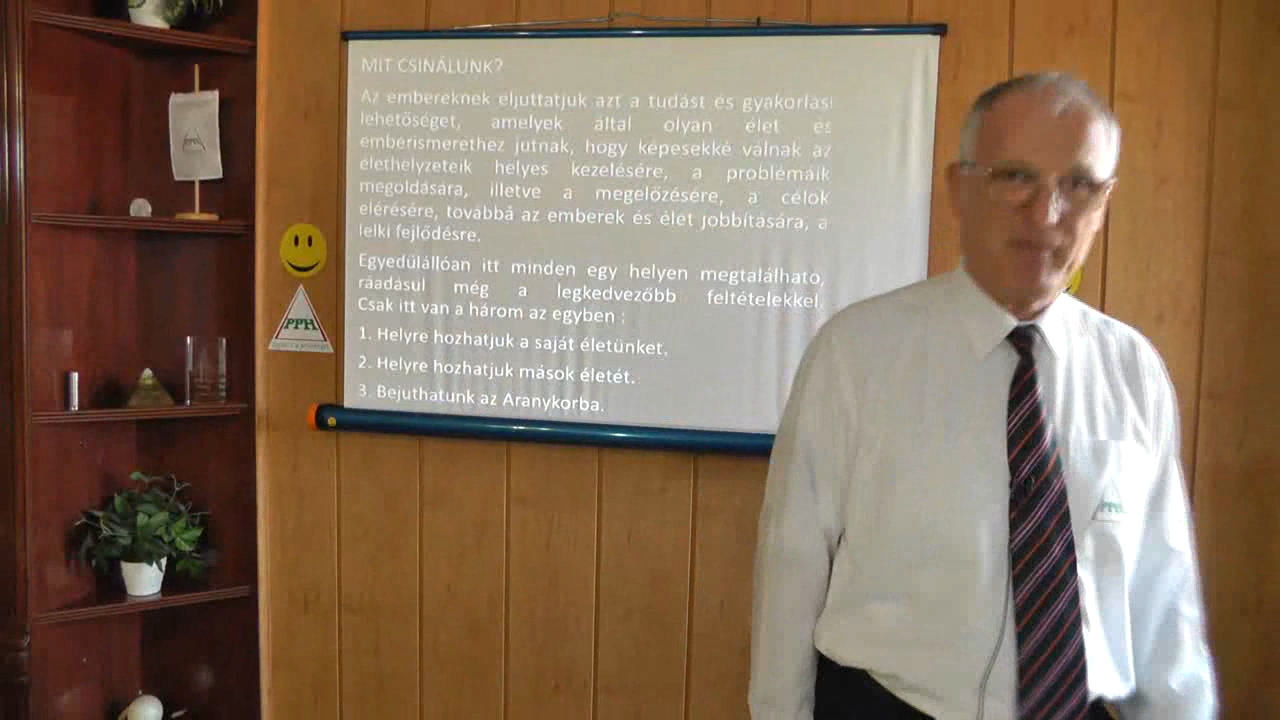 MIT CSINÁLUNK?
Az embereknek eljuttatjuk azt a tudást és gyakorlási
lehetőséget, amelyek által olyan élet és
emberismerethez jutnak, hogy képesekké válnak az
élethelyzeteik helyes kezelésére, a problémáik
megoldására, illetve a megelőzésére, a célok
elérésére, továbbá az emberek és élet jobbítására, a
lelki fejlődésre.
Egyedülállóan itt minden egy helyen megtalálható,
ráadásul még a legkedvezőbb feltételekkel.
Csak itt van a három az egyben :
1. Helyre hozhatjuk a saját életünket.
2. Helyre hozhatjuk mások életét.
3. Bejuthatunk az Aranykorba.
PPH
PPH